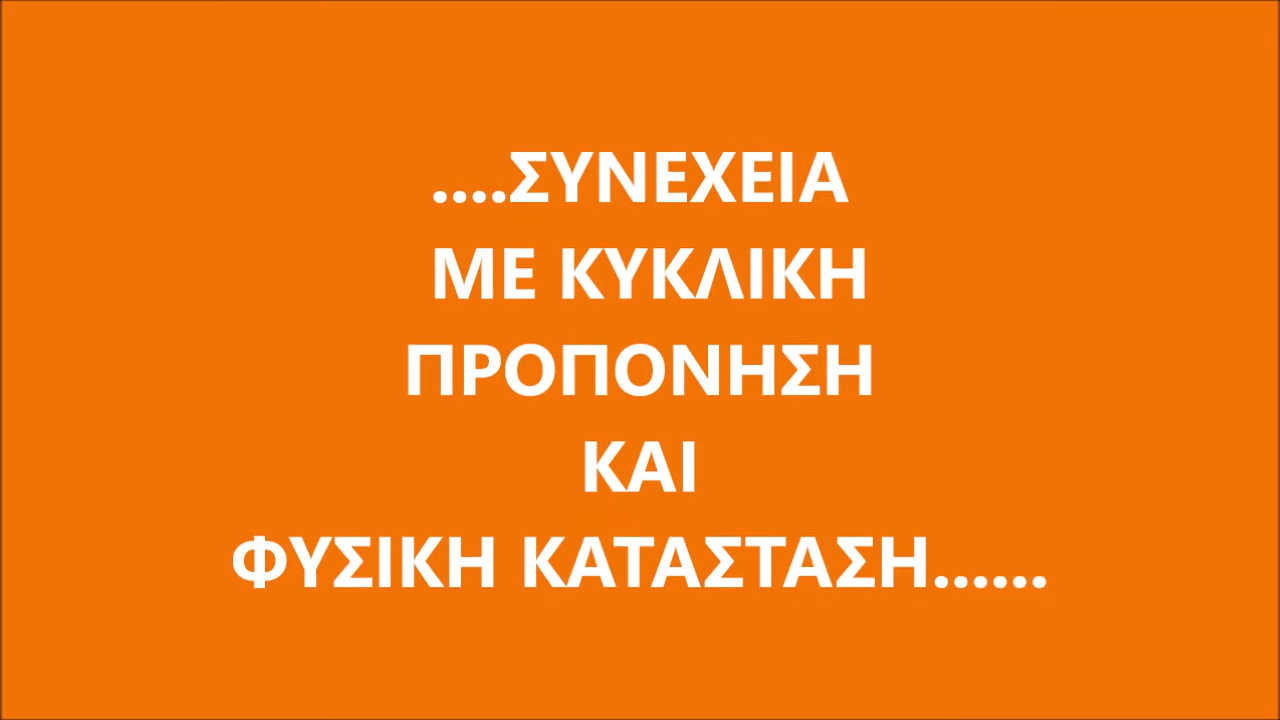 ....ΣΥΝΕΧΕΙΑ
ΜΕ ΚΥΚΛΙΚΗ
ΠΡΟΠΟΝΗΣΗ
ΚΑΙ
ΦΥΣΙΚΗ ΚΑΤΑΣΤΑΣΗ......